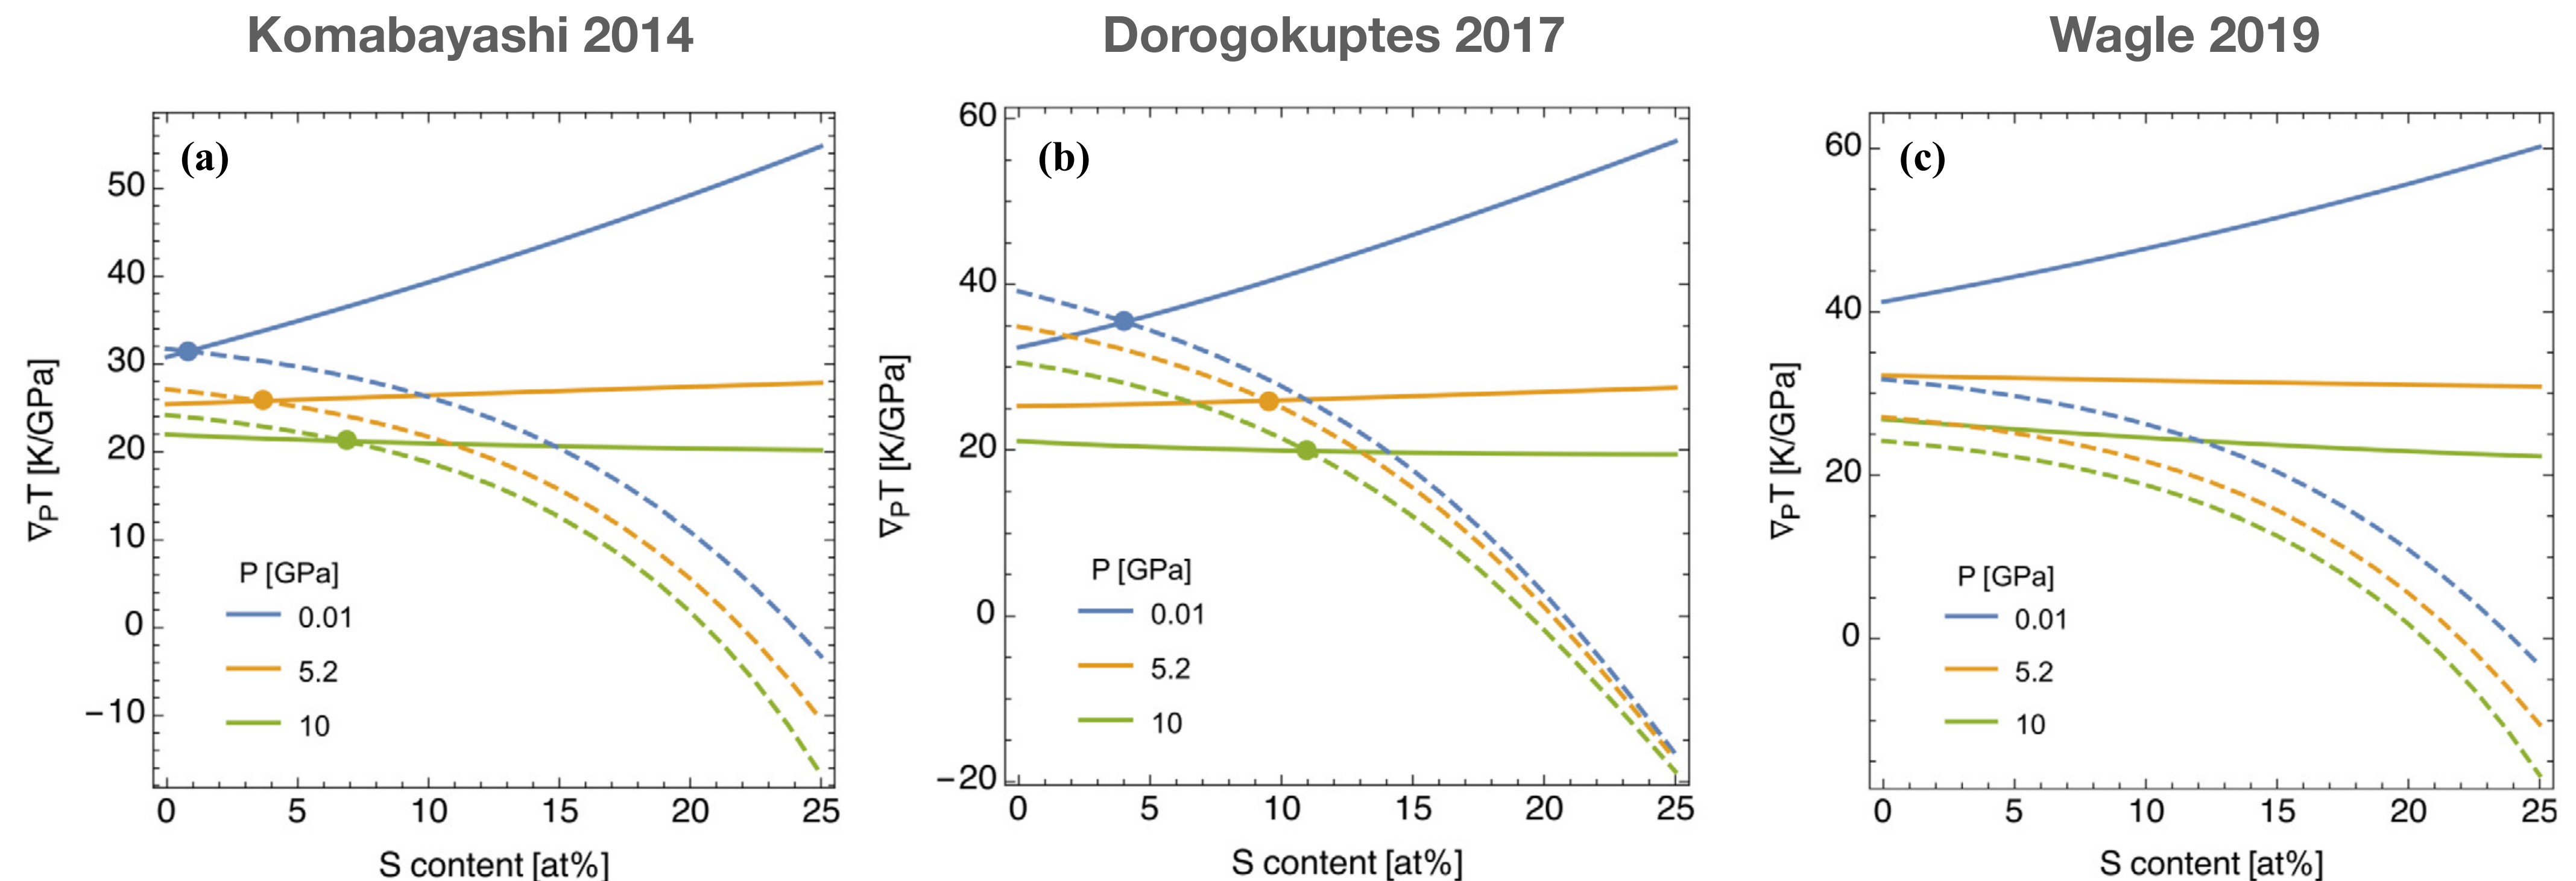 Komabayashi 2014
Dorogokuptes 2017
Wagle 2019
(a)
50
40
30
20
10
0
−10
∇PT [K/GPa]
P [GPa]
0.01
5.2
10
0 5 10 15 20 25
S content [at%]
(b)
60
40
20
0
−20
∇PT [K/GPa]
P [GPa]
0.01
5.2
10
0 5 10 15 20 25
S content [at%]
(c)
60
40
20
0
∇PT [K/GPa]
P [GPa]
0.01
5.2
10
0 5 10 15 20 25
S content [at%]